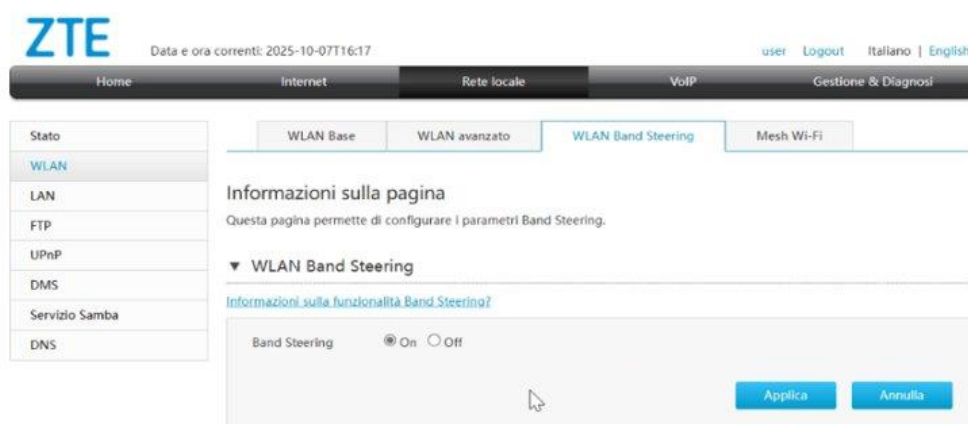 ZTE
Data e ora correnti: 2025-10-07T16:17
user Logout Italiano | English
Home Internet Rete locale VoIP Gestione & Diagnosi
Stato
WLAN
LAN
FTP
UPnP
DMS
Servizio Samba
DNS
WLAN Base WLAN avanzato WLAN Band Steering Mesh Wi-Fi
Informazioni sulla pagina
Questa pagina permette di configurare i parametri Band Steering.
▼ WLAN Band Steering
Informazioni sulla funzionalità Band Steering?
Band Steering On Off
Applica Annulla